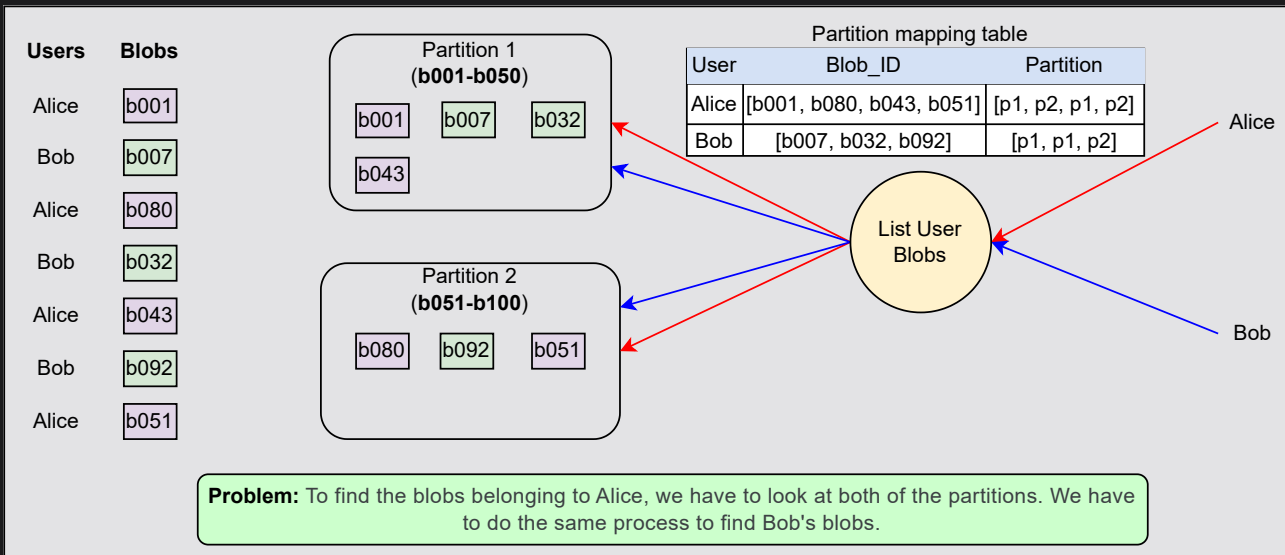 Users Blobs
Alice b001
Bob b007
Alice b080
Bob b032
Alice b043
Bob b092
Alice b051
Partition 1
(b001-b050)
b001 b007 b032
b043
Partition 2
(b051-b100)
b080 b092 b051
Partition mapping table
User Blob_ID Partition
Alice [b001, b080, b043, b051] [p1, p2, p1, p2]
Bob [b007, b032, b092] [p1, p1, p2]
List User
Blobs
Alice
Bob
Problem: To find the blobs belonging to Alice, we have to look at both of the partitions. We have
to do the same process to find Bob's blobs.